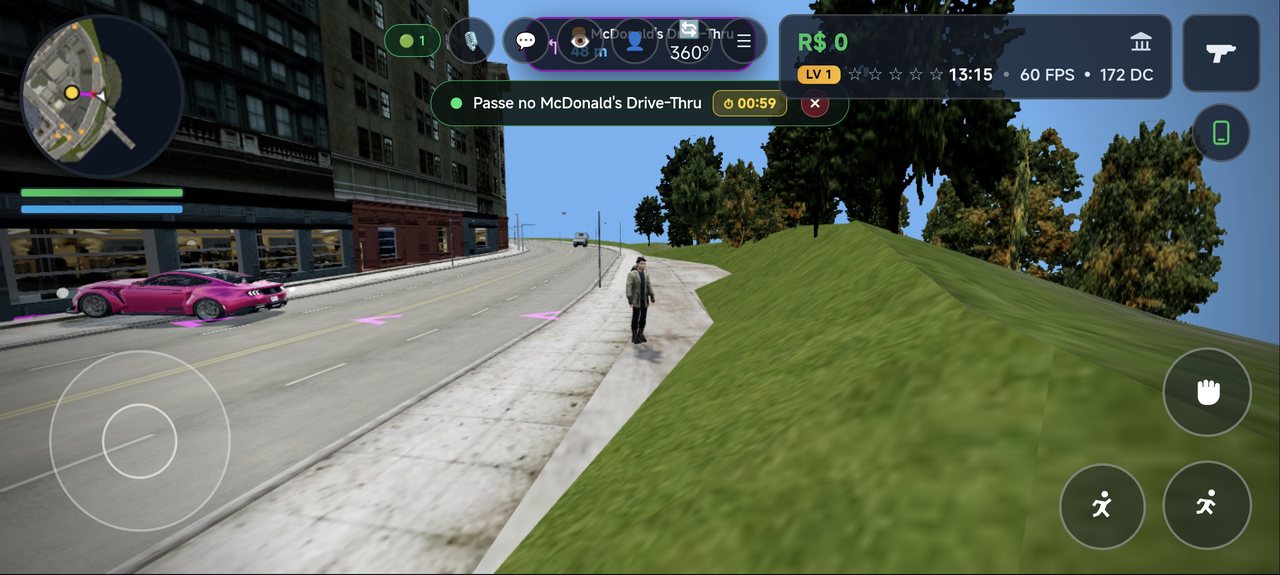 1
McDonald's Drive-Thru
48 m
360°
R$ 0
LV 1 ☆ ☆ ☆ ☆ ☆ 13:15 • 60 FPS • 172 DC
Passe no McDonald's Drive-Thru 00:59